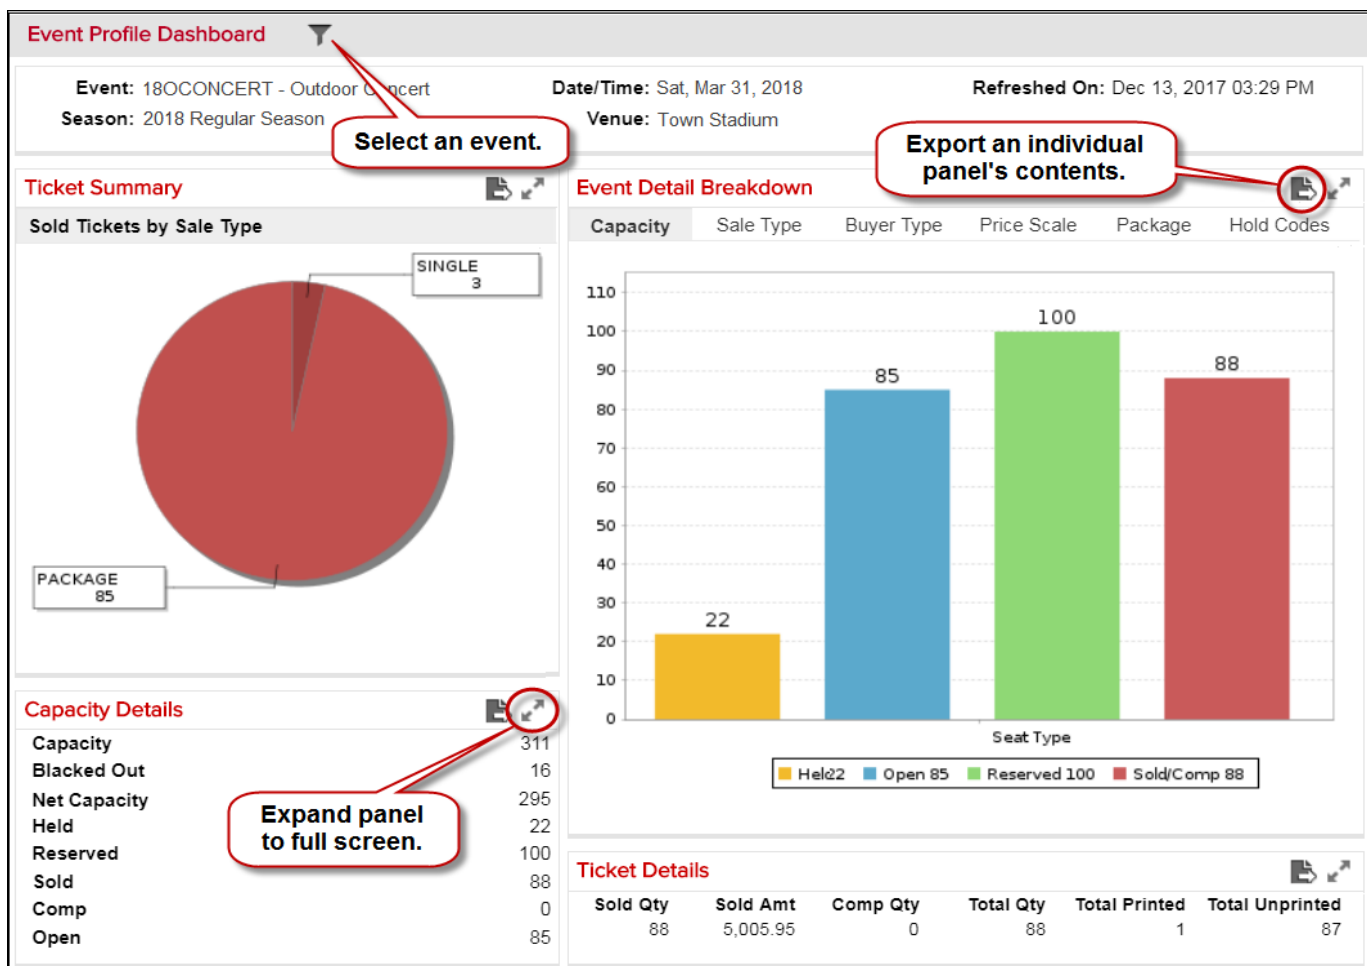 Event Profile Dashboard
Event: 18OCONCERT - Outdoor Concert
Date/Time: Sat, Mar 31, 2018
Refreshed On: Dec 13, 2017 03:29 PM
Season: 2018 Regular Season
Venue: Town Stadium
Select an event.
Export an individual
panel's contents.
Ticket Summary
Sold Tickets by Sale Type
SINGLE
3
PACKAGE
85
Event Detail Breakdown
Capacity Sale Type Buyer Type Price Scale Package Hold Codes
110
100
90
80
70
60
50
40
30
20
10
0
22
85
100
88
Seat Type
Held 22 Open 85 Reserved 100 Sold/Comp 88
Capacity Details
Capacity 311
Blacked Out 16
Net Capacity 295
Held 22
Reserved 100
Sold 88
Comp 0
Open 85
Expand panel
to full screen.
Ticket Details
Sold Qty Sold Amt Comp Qty Total Qty Total Printed Total Unprinted
88 5,005.95 0 88 1 87